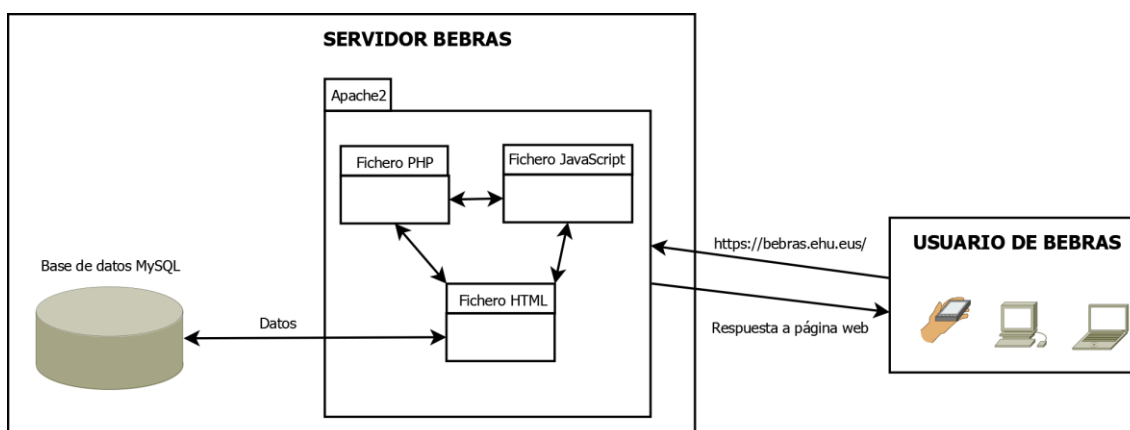 SERVIDOR BEBRAS
Apache2
Fichero PHP
Fichero JavaScript
https://bebras.ehu.eus/
USUARIO DE BEBRAS
Base de datos MySQL
Fichero HTML
Datos
Respuesta a página web